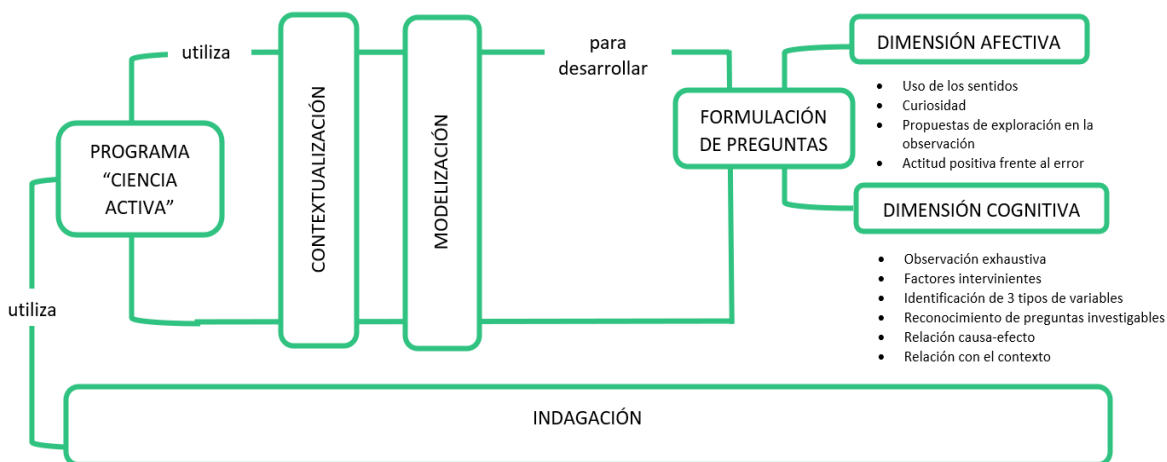 utiliza
PROGRAMA
“CIENCIA
ACTIVA”
utiliza
CONTEXTUALIZACIÓN
MODELIZACIÓN
para
desarrollar
FORMULACIÓN
DE PREGUNTAS
DIMENSIÓN AFECTIVA
• Uso de los sentidos
• Curiosidad
• Propuestas de exploración en la
observación
• Actitud positiva frente al error
DIMENSIÓN COGNITIVA
• Observación exhaustiva
• Factores intervinientes
• Identificación de 3 tipos de variables
• Reconocimiento de preguntas investigables
• Relación causa-efecto
• Relación con el contexto
INDAGACIÓN